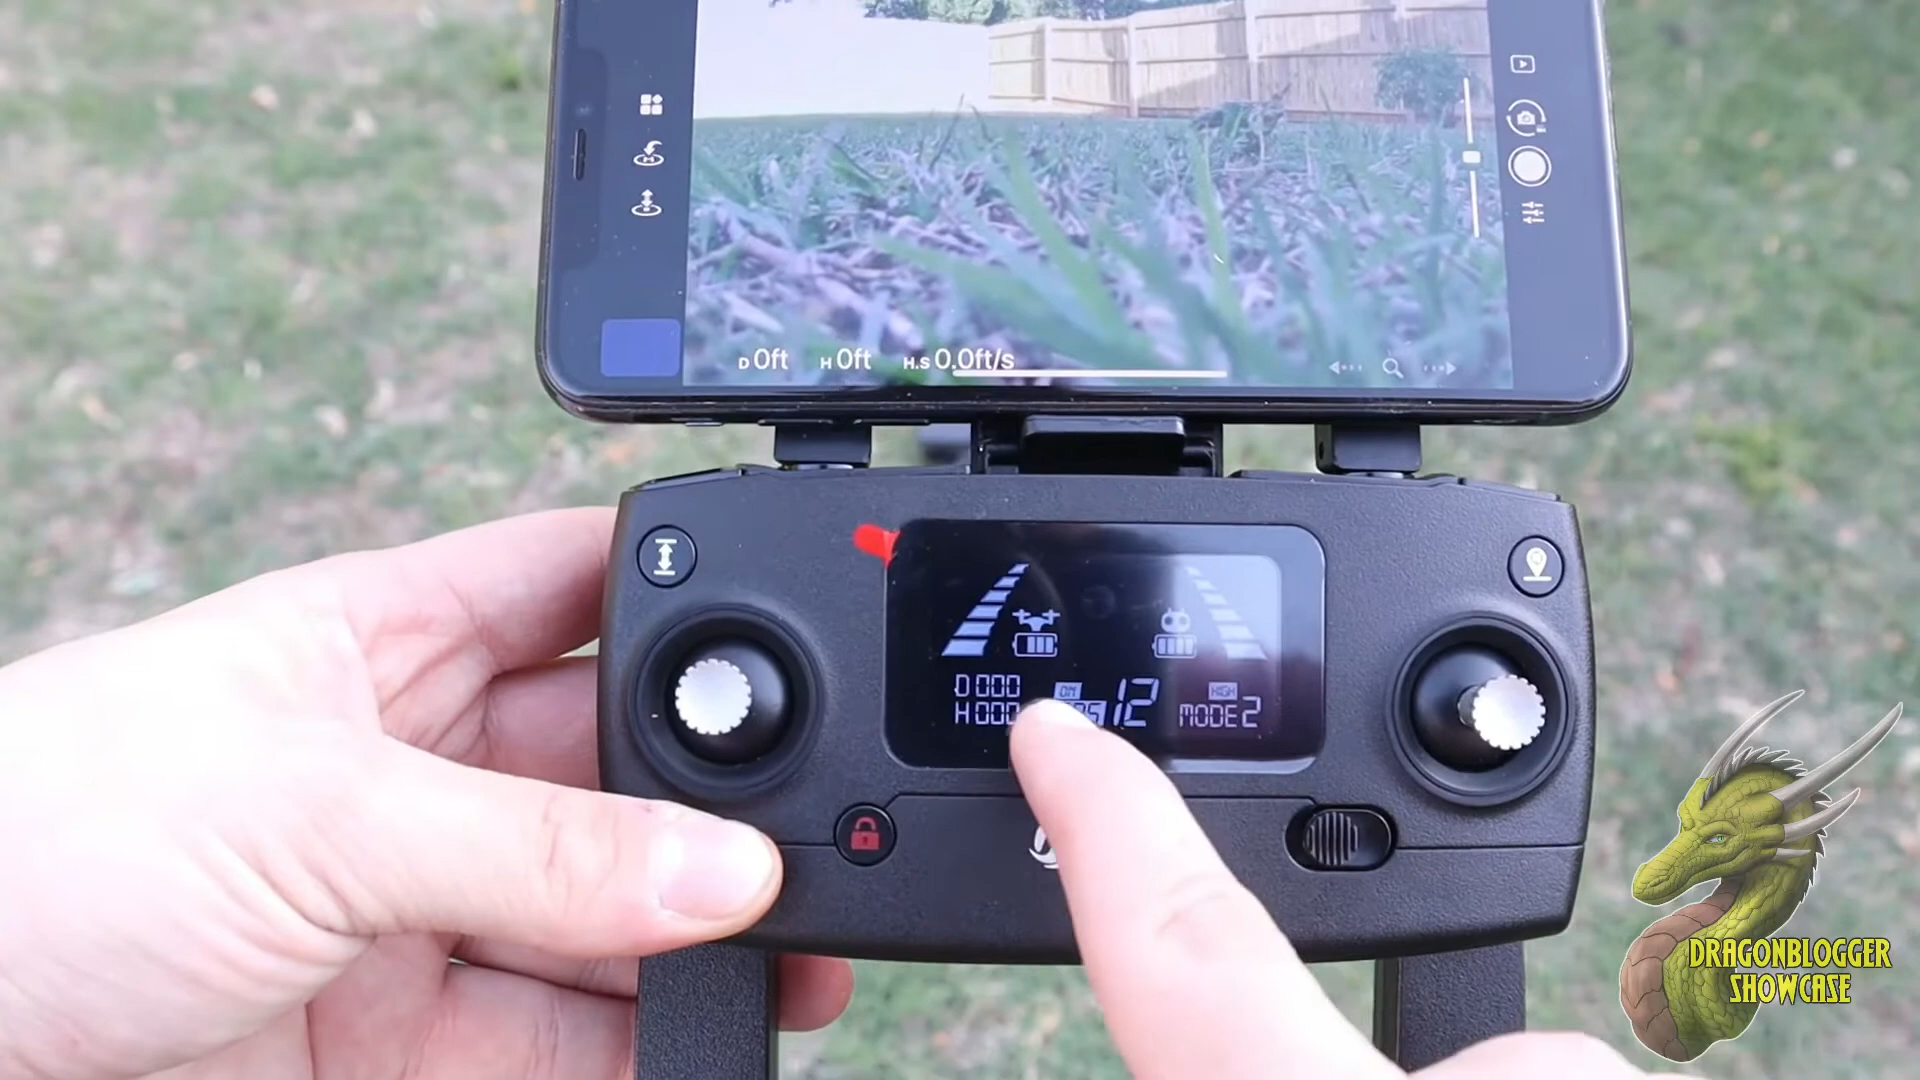 D 0ft H 0ft H.S 0.0ft/s
D 000
H 000
ON
12
HIGH
MODE 2
DRAGONBLOGGER
SHOWCASE